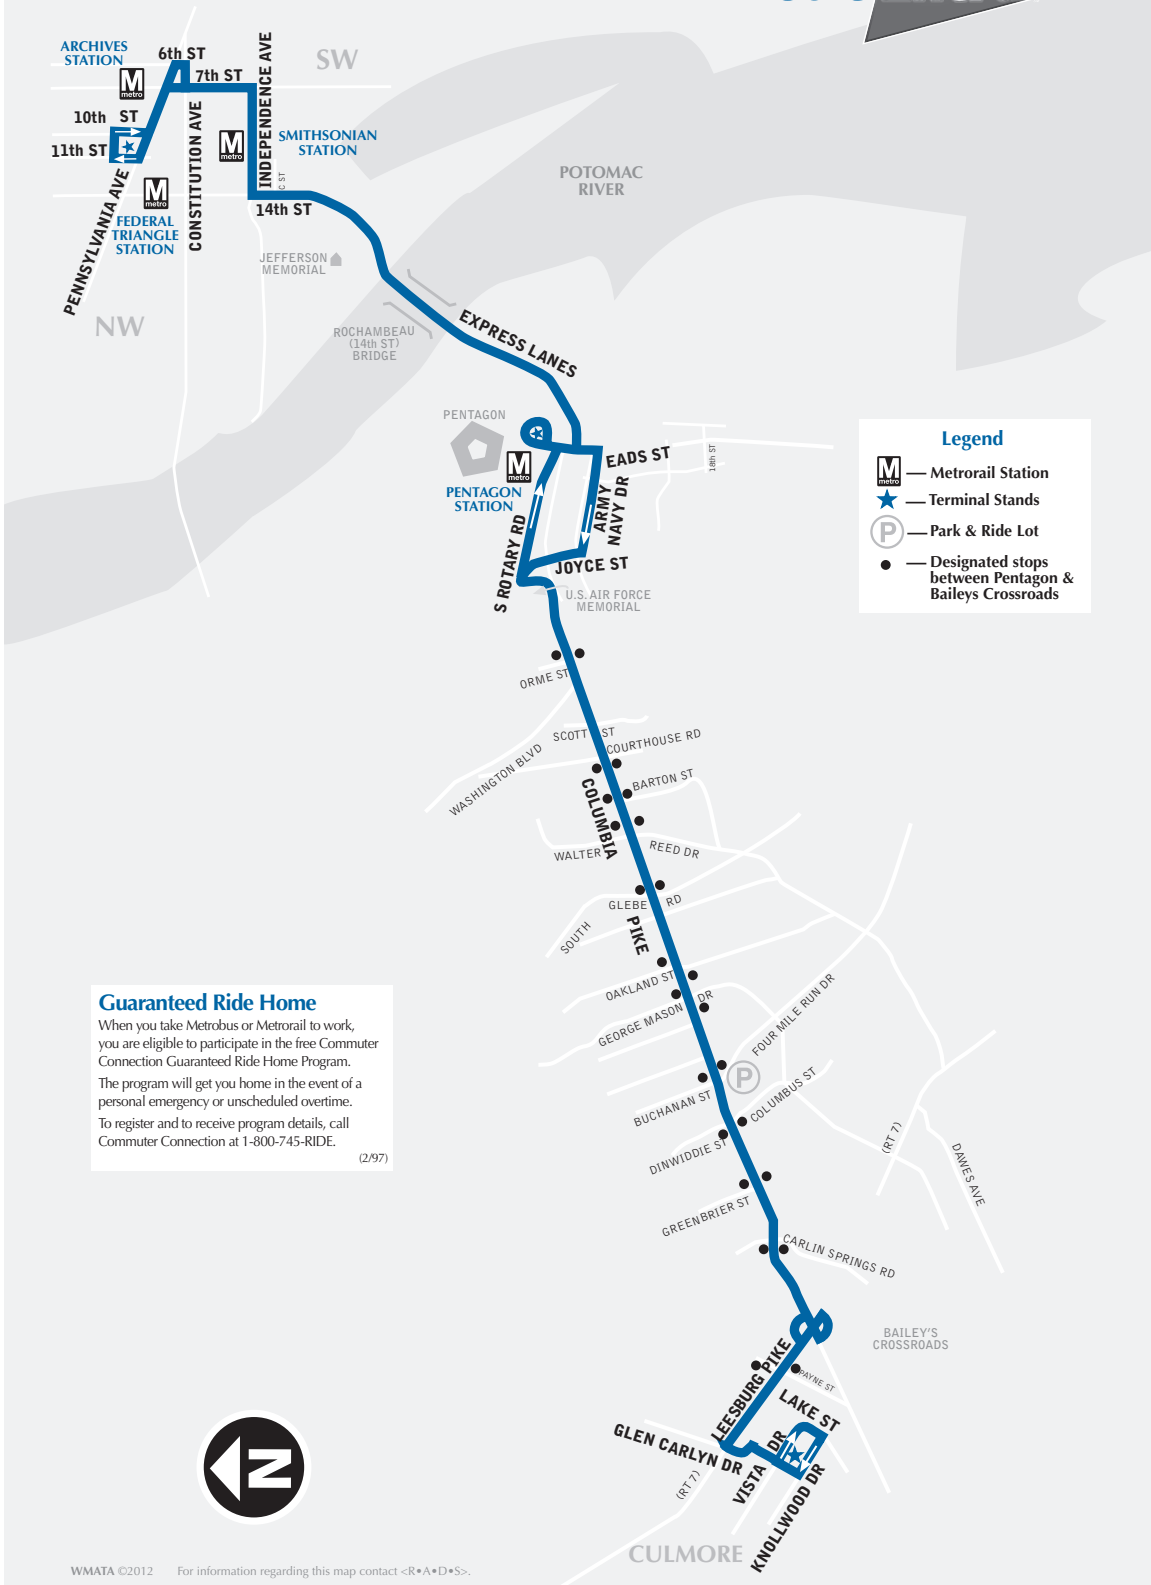 ARCHIVES
STATION
6th ST
7th ST
INDEPENDENCE AVE
SW
M
metro
10th ST
11th ST
CONSTITUTION AVE
M
metro
SMITHSONIAN
STATION
C ST
M
metro
PENNSYLVANIA AVE
FEDERAL
TRIANGLE
STATION
14th ST
POTOMAC
RIVER
JEFFERSON
MEMORIAL
NW
ROCHAMBEAU
(14th ST)
BRIDGE
EXPRESS LANES
PENTAGON
M
metro
PENTAGON
STATION
EADS ST
18th ST
ARMY
NAVY DR
S ROTARY RD
JOYCE ST
U.S. AIR FORCE
MEMORIAL
Legend
M
metro
Metrorail Station
Terminal Stands
P
Park & Ride Lot
Designated stops
between Pentagon &
Baileys Crossroads
ORME ST
SCOTT ST
COURTHOUSE RD
WASHINGTON BLVD
BARTON ST
COLUMBIA
WALTER REED DR
SOUTH GLEBE RD
PIKE
OAKLAND ST
GEORGE MASON DR
FOUR MILE RUN DR
P
BUCHANAN ST
COLUMBUS ST
DINWIDDIE ST
(RT 7)
DAWES AVE
GREENBRIER ST
CARLIN SPRINGS RD
Guaranteed Ride Home
When you take Metrobus or Metrorail to work,
you are eligible to participate in the free Commuter
Connection Guaranteed Ride Home Program.
The program will get you home in the event of a
personal emergency or unscheduled overtime.
To register and to receive program details, call
Commuter Connection at 1-800-745-RIDE.
(2/97)
BAILEY'S
CROSSROADS
LEESBURG PIKE
PAYNE ST
LAKE ST
GLEN CARLYN DR
VISTA DR
(RT 7)
KNOLLWOOD DR
CULMORE
N
WMATA ©2012 For information regarding this map contact <R•A•D•S>.